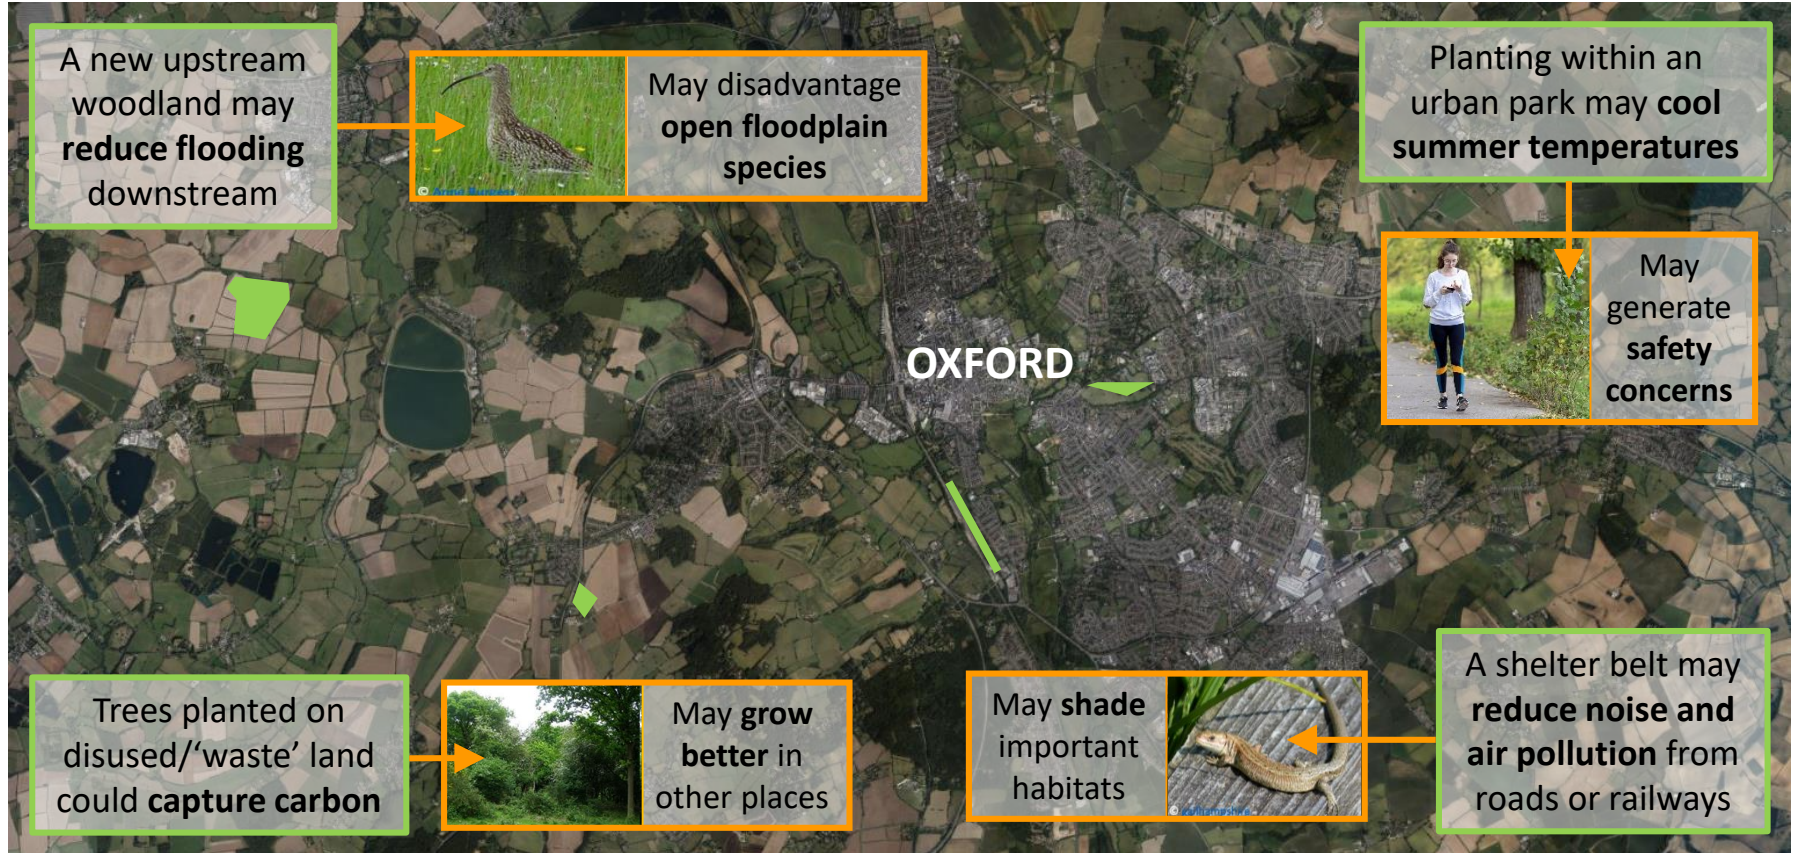 A new upstream
woodland may
reduce flooding
downstream
May disadvantage
open floodplain
species
© Anne Burgess
Planting within an
urban park may cool
summer temperatures
May
generate
safety
concerns
OXFORD
Trees planted on
disused/‘waste’ land
could capture carbon
May grow
better in
other places
May shade
important
habitats
©
A shelter belt may
reduce noise and
air pollution from
roads or railways